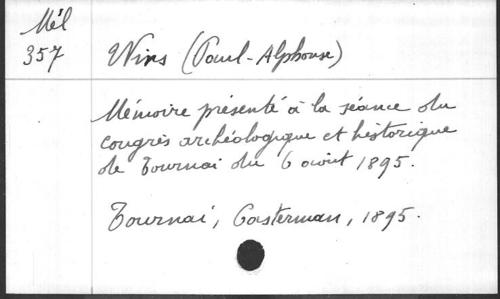 Mél
357
Wins (Paul-Alphonse)
Mémoire présenté à la séance du
congrès archéologique et historique
de Tournai du 6 août 1895.
Tournai, Casterman, 1895.